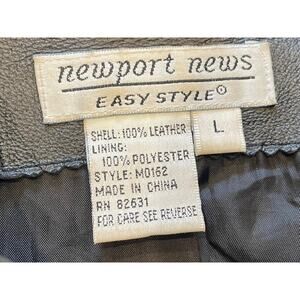 newport news
EASY STYLE®
L
SHELL: 100% LEATHER
LINING:
100% POLYESTER
STYLE: M0162
MADE IN CHINA
RN 82631
FOR CARE SEE REVERSE